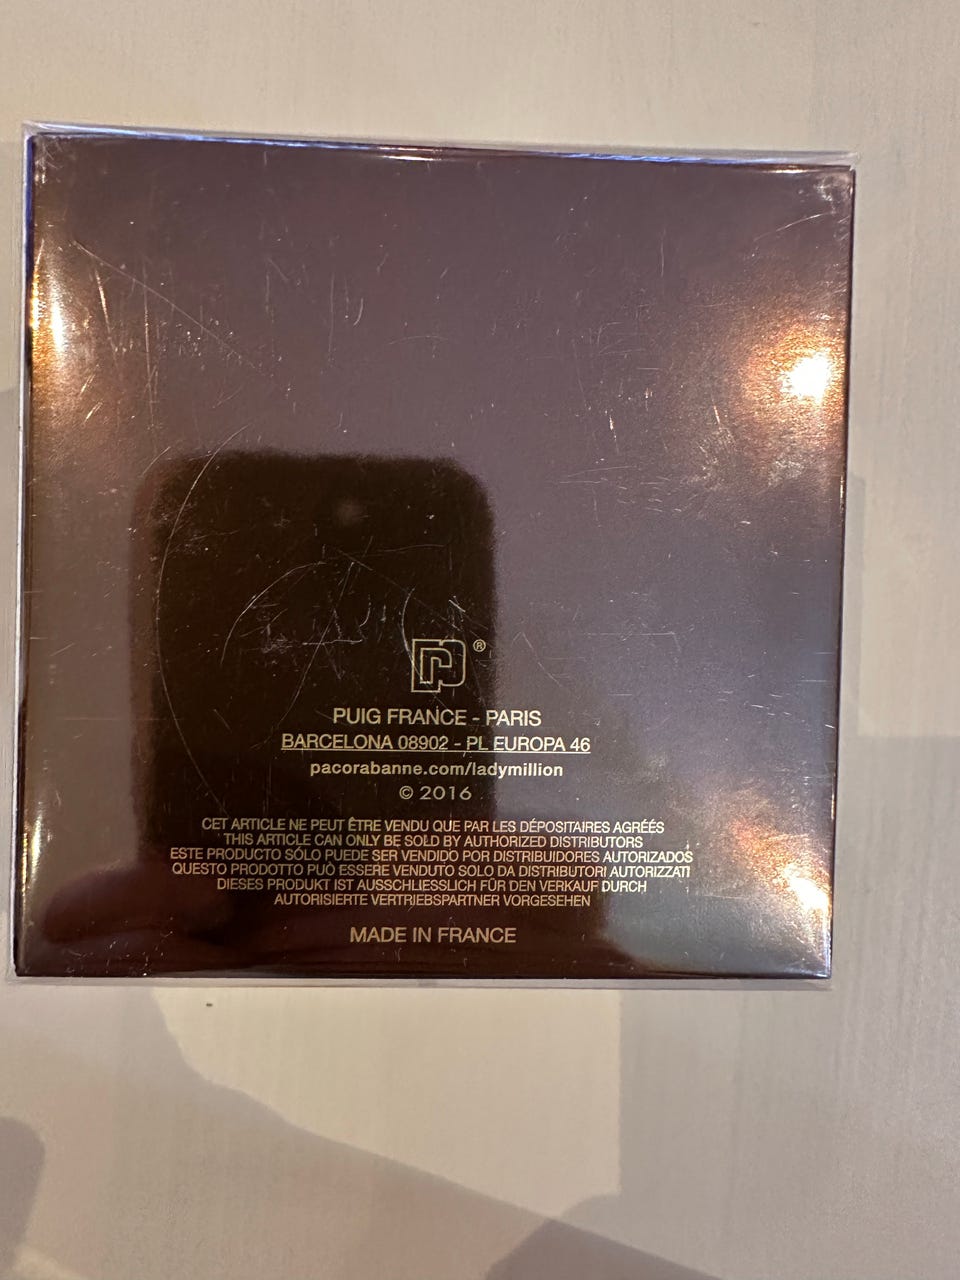 ®
PUIG FRANCE - PARIS
BARCELONA 08902 - PL EUROPA 46
pacorabanne.com/ladymillion
© 2016
CET ARTICLE NE PEUT ÊTRE VENDU QUE PAR LES DÉPOSITAIRES AGRÉÉS
THIS ARTICLE CAN ONLY BE SOLD BY AUTHORIZED DISTRIBUTORS
ESTE PRODUCTO SÓLO PUEDE SER VENDIDO POR DISTRIBUIDORES AUTORIZADOS
QUESTO PRODOTTO PUÒ ESSERE VENDUTO SOLO DA DISTRIBUTORI AUTORIZZATI
DIESES PRODUKT IST AUSSCHLIESSLICH FÜR DEN VERKAUF DURCH
AUTORISIERTE VERTRIEBSPARTNER VORGESEHEN
MADE IN FRANCE